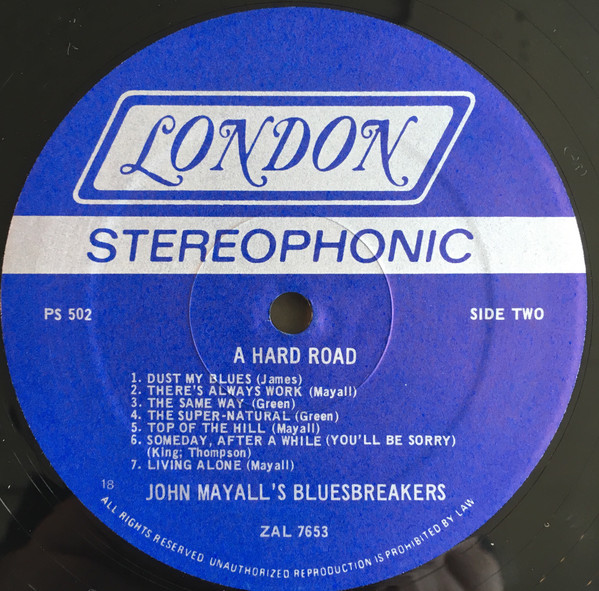 LONDON
STEREOPHONIC
PS 502
SIDE TWO
A HARD ROAD
1. DUST MY BLUES (James)
2. THERE'S ALWAYS WORK (Mayall)
3. THE SAME WAY (Green)
4. THE SUPER-NATURAL (Green)
5. TOP OF THE HILL (Mayall)
6. SOMEDAY, AFTER A WHILE (YOU'LL BE SORRY)
(King; Thompson)
7. LIVING ALONE (Mayall)
18
JOHN MAYALL'S BLUESBREAKERS
ZAL 7653
ALL RIGHTS RESERVED UNAUTHORIZED REPRODUCTION IS PROHIBITED BY LAW